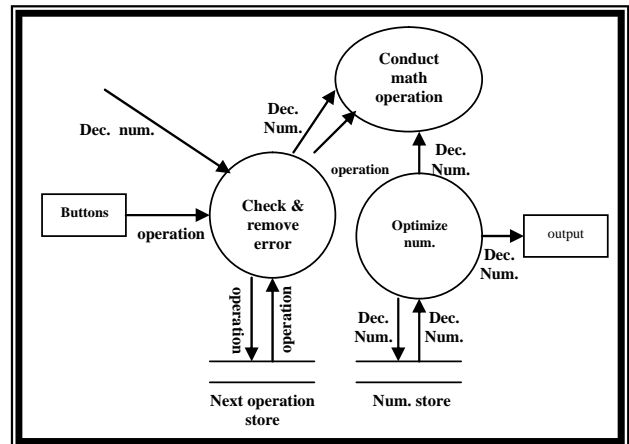 Conduct
math
operation
Dec.
Num.
Dec. num.
operation
Dec.
Num.
Buttons
operation
Check &
remove
error
Optimize
num.
output
Dec.
Num.
operation
operation
Dec.
Num.
Dec.
Num.
Next operation
store
Num. store